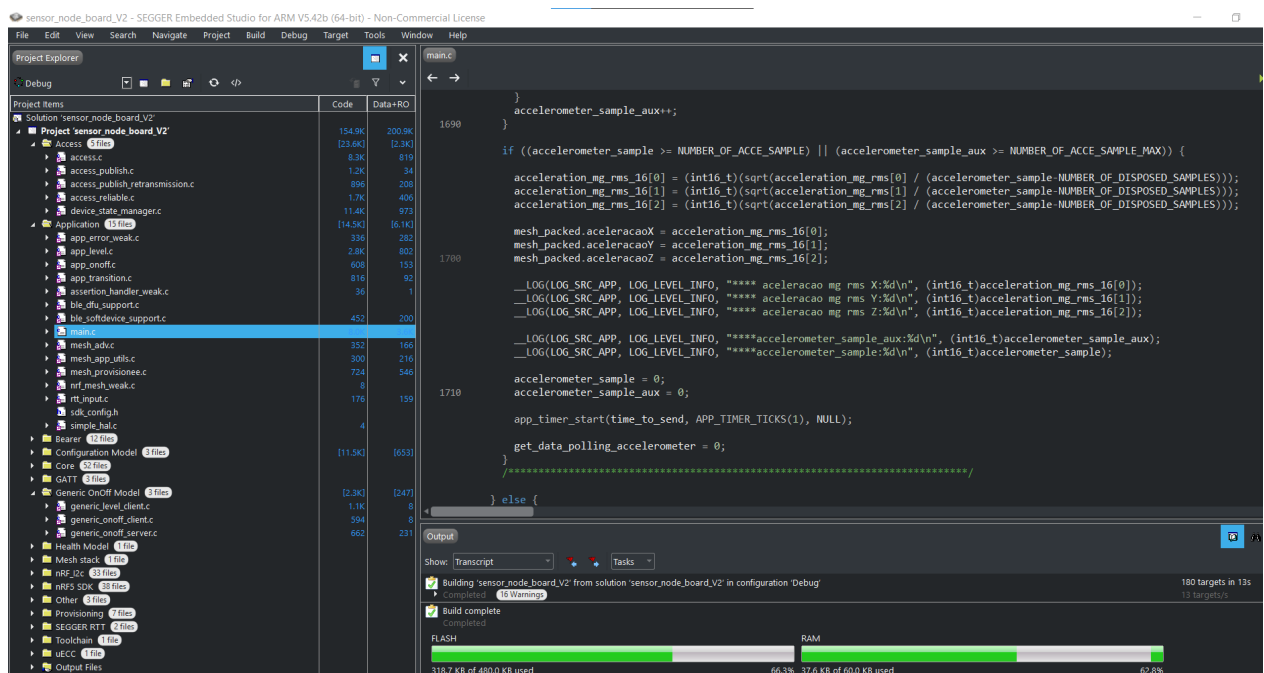 sensor_node_board_V2 - SEGGER Embedded Studio for ARM V5.42b (64-bit) - Non-Commercial License
File Edit View Search Navigate Project Build Debug Target Tools Window Help
Project Explorer
Debug
Project Items Code Data+RO
Solution 'sensor_node_board_V2'
Project 'sensor_node_board_V2' 154.9K 200.9K
Access 5 files [23.6K] [2.3K]
access.c 8.3K 819
access_publish.c 1.2K 34
access_publish_retransmission.c 896 208
access_reliable.c 1.7K 406
device_state_manager.c 11.4K 973
Application 15 files [14.5K] [6.1K]
app_error_weak.c 336 282
app_level.c 2.8K 802
app_onoff.c 608 153
app_transition.c 816 92
assertion_handler_weak.c 36 1
ble_dfu_support.c
ble_softdevice_support.c 452 200
main.c
mesh_adv.c 352 166
mesh_app_utils.c 300 216
mesh_provisionee.c 724 546
nrf_mesh_weak.c 8
rtt_input.c 176 159
sdk_config.h
simple_hal.c 4
Bearer 12 files
Configuration Model 3 files [11.5K] [653]
Core 52 files
GATT 3 files
Generic OnOff Model 3 files [2.3K] [247]
generic_level_client.c 1.1K 8
generic_onoff_client.c 594 8
generic_onoff_server.c 662 231
Health Model 1 file
Mesh stack 1 file
nRF_I2c 33 files
nRF5 SDK 38 files
Other 3 files
Provisioning 7 files
SEGGER RTT 2 files
Toolchain 1 file
uECC 1 file
Output Files
main.c
}
accelerometer_sample_aux++;
1690 }
if ((accelerometer_sample >= NUMBER_OF_ACCE_SAMPLE) || (accelerometer_sample_aux >= NUMBER_OF_ACCE_SAMPLE_MAX)) {
acceleration_mg_rms_16[0] = (int16_t)(sqrt(acceleration_mg_rms[0] / (accelerometer_sample-NUMBER_OF_DISPOSED_SAMPLES)));
acceleration_mg_rms_16[1] = (int16_t)(sqrt(acceleration_mg_rms[1] / (accelerometer_sample-NUMBER_OF_DISPOSED_SAMPLES)));
acceleration_mg_rms_16[2] = (int16_t)(sqrt(acceleration_mg_rms[2] / (accelerometer_sample-NUMBER_OF_DISPOSED_SAMPLES)));
mesh_packed.aceleracaoX = acceleration_mg_rms_16[0];
mesh_packed.aceleracaoY = acceleration_mg_rms_16[1];
1700 mesh_packed.aceleracaoZ = acceleration_mg_rms_16[2];
__LOG(LOG_SRC_APP, LOG_LEVEL_INFO, "**** aceleracao mg rms X:%d\n", (int16_t)acceleration_mg_rms_16[0]);
__LOG(LOG_SRC_APP, LOG_LEVEL_INFO, "**** aceleracao mg rms Y:%d\n", (int16_t)acceleration_mg_rms_16[1]);
__LOG(LOG_SRC_APP, LOG_LEVEL_INFO, "**** aceleracao mg rms Z:%d\n", (int16_t)acceleration_mg_rms_16[2]);
__LOG(LOG_SRC_APP, LOG_LEVEL_INFO, "****accelerometer_sample_aux:%d\n", (int16_t)accelerometer_sample_aux);
__LOG(LOG_SRC_APP, LOG_LEVEL_INFO, "****accelerometer_sample:%d\n", (int16_t)accelerometer_sample);
accelerometer_sample = 0;
1710 accelerometer_sample_aux = 0;
app_timer_start(time_to_send, APP_TIMER_TICKS(1), NULL);
get_data_polling_accelerometer = 0;
}
/****************************************************************************/
} else {
Output
Show: Transcript Tasks
Building 'sensor_node_board_V2' from solution 'sensor_node_board_V2' in configuration 'Debug' 180 targets in 13s
Completed 16 Warnings 13 targets/s
Build complete
Completed
FLASH RAM
318.7 KB of 480.0 KB used 66.3% 37.6 KB of 60.0 KB used 62.8%